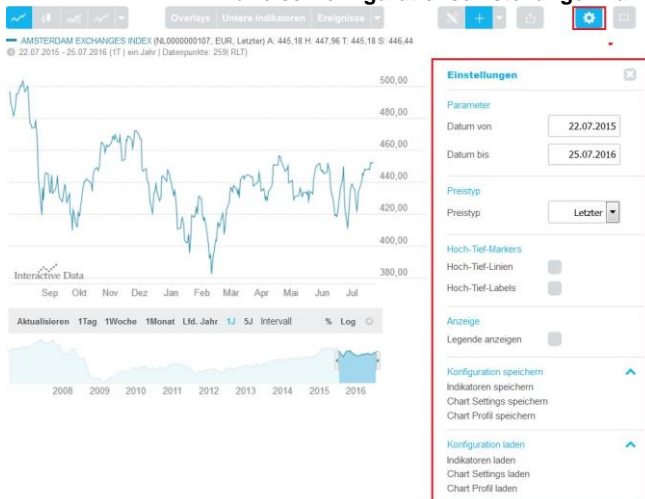 Overlays Untere Indikatoren Ereignisse
AMSTERDAM EXCHANGES INDEX (NL0000000107, EUR, Letzter) A: 445,18 H: 447,96 T: 445,18 S: 446,44
22.07.2015 - 25.07.2016 (1T | ein Jahr | Datenpunkte: 259| RLT)
500,00
480,00
460,00
440,00
420,00
400,00
380,00
Interactive Data
Sep Okt Nov Dez Jan Feb Mär Apr Mai Jun Jul
Aktualisieren 1Tag 1Woche 1Monat Lfd. Jahr 1J 5J Intervall % Log
2008 2009 2010 2011 2012 2013 2014 2015 2016
Einstellungen
Parameter
Datum von 22.07.2015
Datum bis 25.07.2016
Preistyp
Preistyp Letzter
Hoch-Tief-Markers
Hoch-Tief-Linien
Hoch-Tief-Labels
Anzeige
Legende anzeigen
Konfiguration speichern
Indikatoren speichern
Chart Settings speichern
Chart Profil speichern
Konfiguration laden
Indikatoren laden
Chart Settings laden
Chart Profil laden